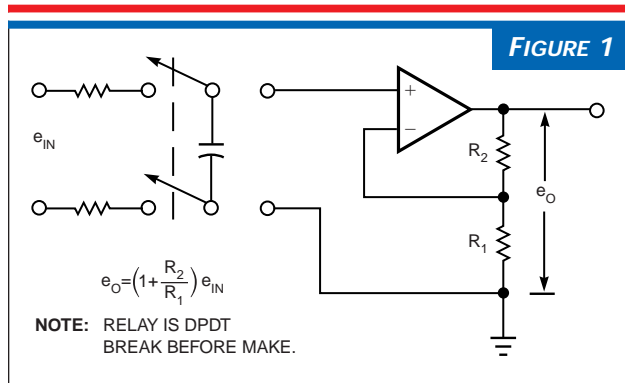 FIGURE 1
+
−
e_IN
R_2
e_O
R_1
e_O=(1+R_2/R_1) e_IN
NOTE: RELAY IS DPDT
BREAK BEFORE MAKE.